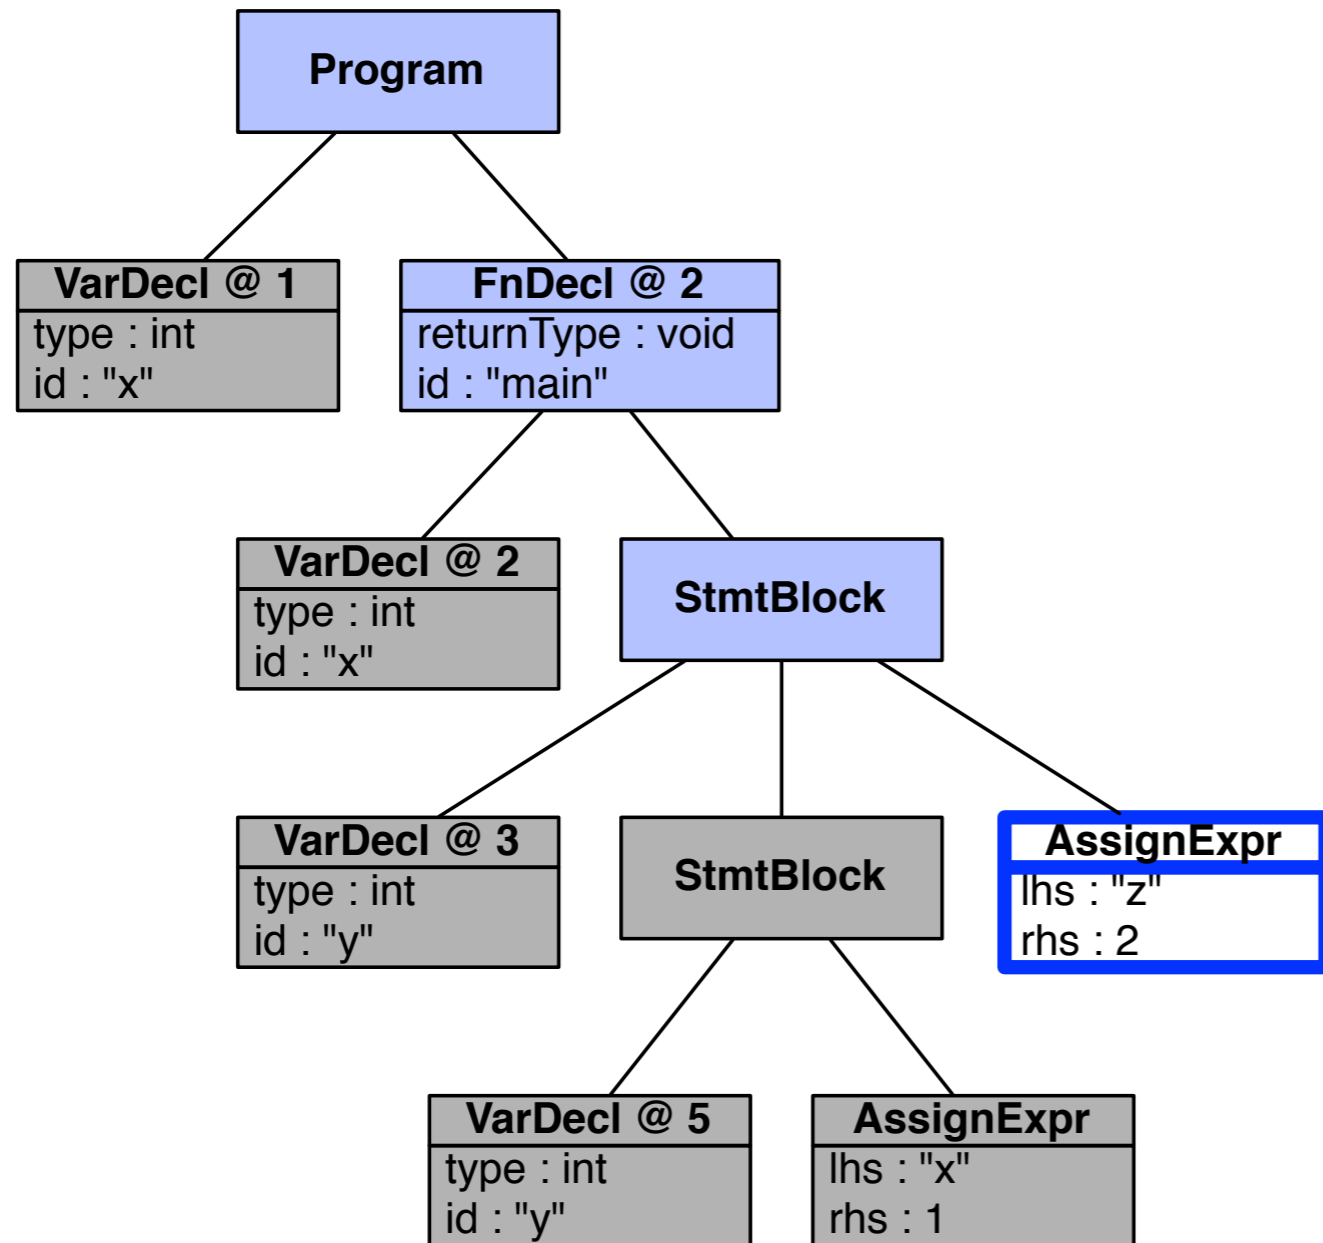 Program
VarDecl @ 1
type : int
id : "x"
FnDecl @ 2
returnType : void
id : "main"
VarDecl @ 2
type : int
id : "x"
StmtBlock
VarDecl @ 3
type : int
id : "y"
StmtBlock
AssignExpr
lhs : "z"
rhs : 2
VarDecl @ 5
type : int
id : "y"
AssignExpr
lhs : "x"
rhs : 1